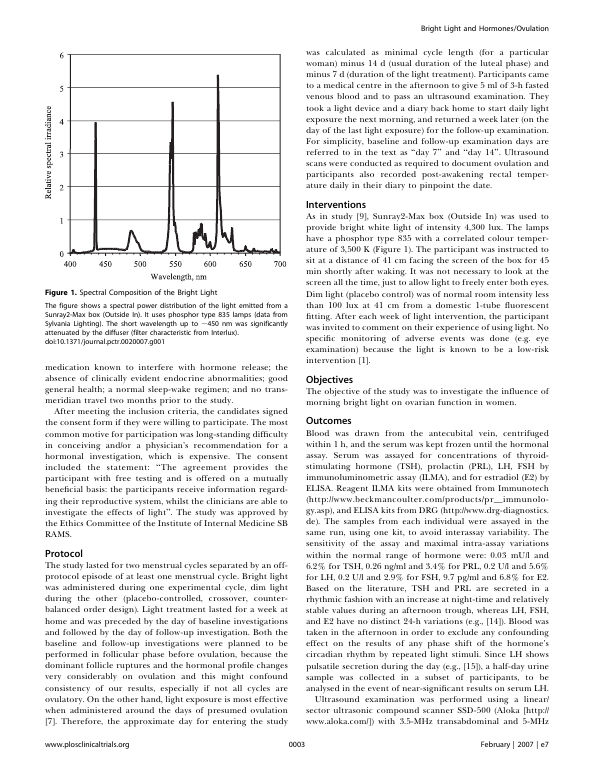 Bright Light and Hormones/Ovulation
6
5
4
3
2
1
0
Relative spectral irradiance
400 450 500 550 600 650 700
Wavelength, nm
Figure 1. Spectral Composition of the Bright Light
The figure shows a spectral power distribution of the light emitted from a
Sunray2-Max box (Outside In). It uses phosphor type 835 lamps (data from
Sylvania Lighting). The short wavelength up to ~450 nm was significantly
attenuated by the diffuser (filter characteristic from Interlux).
doi:10.1371/journal.pctr.0020007.g001
medication known to interfere with hormone release; the
absence of clinically evident endocrine abnormalities; good
general health; a normal sleep-wake regimen; and no trans-
meridian travel two months prior to the study.
After meeting the inclusion criteria, the candidates signed
the consent form if they were willing to participate. The most
common motive for participation was long-standing difficulty
in conceiving and/or a physician's recommendation for a
hormonal investigation, which is expensive. The consent
included the statement: "The agreement provides the
participant with free testing and is offered on a mutually
beneficial basis: the participants receive information regard-
ing their reproductive system, whilst the clinicians are able to
investigate the effects of light". The study was approved by
the Ethics Committee of the Institute of Internal Medicine SB
RAMS.
Protocol
The study lasted for two menstrual cycles separated by an off-
protocol episode of at least one menstrual cycle. Bright light
was administered during one experimental cycle, dim light
during the other (placebo-controlled, crossover, counter-
balanced order design). Light treatment lasted for a week at
home and was preceded by the day of baseline investigations
and followed by the day of follow-up investigation. Both the
baseline and follow-up investigations were planned to be
performed in follicular phase before ovulation, because the
dominant follicle ruptures and the hormonal profile changes
very considerably on ovulation and this might confound
consistency of our results, especially if not all cycles are
ovulatory. On the other hand, light exposure is most effective
when administered around the days of presumed ovulation
[7]. Therefore, the approximate day for entering the study
was calculated as minimal cycle length (for a particular
woman) minus 14 d (usual duration of the luteal phase) and
minus 7 d (duration of the light treatment). Participants came
to a medical centre in the afternoon to give 5 ml of 3-h fasted
venous blood and to pass an ultrasound examination. They
took a light device and a diary back home to start daily light
exposure the next morning, and returned a week later (on the
day of the last light exposure) for the follow-up examination.
For simplicity, baseline and follow-up examination days are
referred to in the text as "day 7" and "day 14". Ultrasound
scans were conducted as required to document ovulation and
participants also recorded post-awakening rectal temper-
ature daily in their diary to pinpoint the date.
Interventions
As in study [9], Sunray2-Max box (Outside In) was used to
provide bright white light of intensity 4,300 lux. The lamps
have a phosphor type 835 with a correlated colour temper-
ature of 3,500 K (Figure 1). The participant was instructed to
sit at a distance of 41 cm facing the screen of the box for 45
min shortly after waking. It was not necessary to look at the
screen all the time, just to allow light to freely enter both eyes.
Dim light (placebo control) was of normal room intensity less
than 100 lux at 41 cm from a domestic 1-tube fluorescent
fitting. After each week of light intervention, the participant
was invited to comment on their experience of using light. No
specific monitoring of adverse events was done (e.g. eye
examination) because the light is known to be a low-risk
intervention [1].
Objectives
The objective of the study was to investigate the influence of
morning bright light on ovarian function in women.
Outcomes
Blood was drawn from the antecubital vein, centrifuged
within 1 h, and the serum was kept frozen until the hormonal
assay. Serum was assayed for concentrations of thyroid-
stimulating hormone (TSH), prolactin (PRL), LH, FSH by
immunoluminometric assay (ILMA), and for estradiol (E2) by
ELISA. Reagent ILMA kits were obtained from Immunotech
(http://www.beckmancoulter.com/products/pr__immunolo-
gy.asp), and ELISA kits from DRG (http://www.drg-diagnostics.
de). The samples from each individual were assayed in the
same run, using one kit, to avoid interassay variability. The
sensitivity of the assay and maximal intra-assay variations
within the normal range of hormone were: 0.03 mU/l and
6.2% for TSH, 0.26 ng/ml and 3.4% for PRL, 0.2 U/l and 5.6%
for LH, 0.2 U/l and 2.9% for FSH, 9.7 pg/ml and 6.8% for E2.
Based on the literature, TSH and PRL are secreted in a
rhythmic fashion with an increase at night-time and relatively
stable values during an afternoon trough, whereas LH, FSH,
and E2 have no distinct 24-h variations (e.g., [14]). Blood was
taken in the afternoon in order to exclude any confounding
effect on the results of any phase shift of the hormone's
circadian rhythm by repeated light stimuli. Since LH shows
pulsatile secretion during the day (e.g., [15]), a half-day urine
sample was collected in a subset of participants, to be
analysed in the event of near-significant results on serum LH.
Ultrasound examination was performed using a linear/
sector ultrasonic compound scanner SSD-500 (Aloka [http://
www.aloka.com/]) with 3.5-MHz transabdominal and 5-MHz
www.plosclinicaltrials.org
0003
February | 2007 | e7